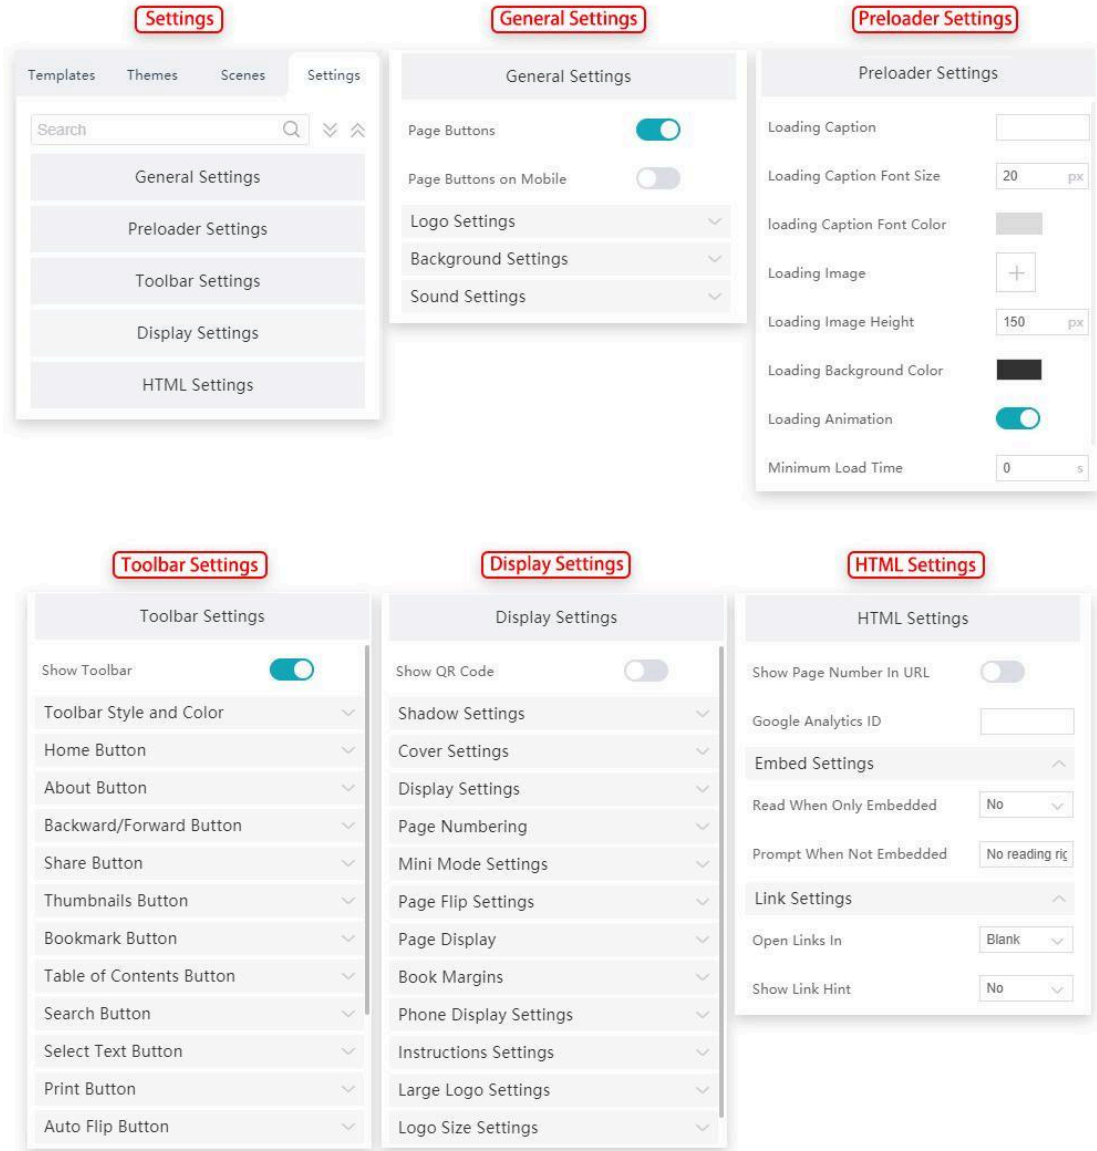 Settings
General Settings
Preloader Settings
Templates Themes Scenes Settings
Search
General Settings
Preloader Settings
Toolbar Settings
Display Settings
HTML Settings
General Settings
Page Buttons
Page Buttons on Mobile
Logo Settings
Background Settings
Sound Settings
Preloader Settings
Loading Caption
Loading Caption Font Size 20 px
loading Caption Font Color
Loading Image
Loading Image Height 150 px
Loading Background Color
Loading Animation
Minimum Load Time 0 s
Toolbar Settings
Display Settings
HTML Settings
Toolbar Settings
Show Toolbar
Toolbar Style and Color
Home Button
About Button
Backward/Forward Button
Share Button
Thumbnails Button
Bookmark Button
Table of Contents Button
Search Button
Select Text Button
Print Button
Auto Flip Button
Display Settings
Show QR Code
Shadow Settings
Cover Settings
Display Settings
Page Numbering
Mini Mode Settings
Page Flip Settings
Page Display
Book Margins
Phone Display Settings
Instructions Settings
Large Logo Settings
Logo Size Settings
HTML Settings
Show Page Number In URL
Google Analytics ID
Embed Settings
Read When Only Embedded No
Prompt When Not Embedded No reading rig
Link Settings
Open Links In Blank
Show Link Hint No